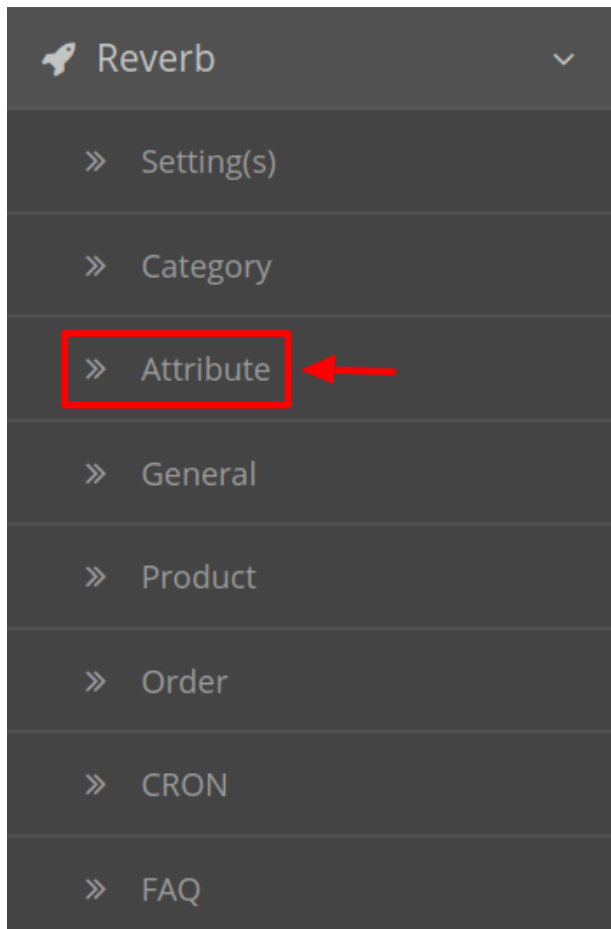 Reverb
Setting(s)
Category
Attribute
General
Product
Order
CRON
FAQ